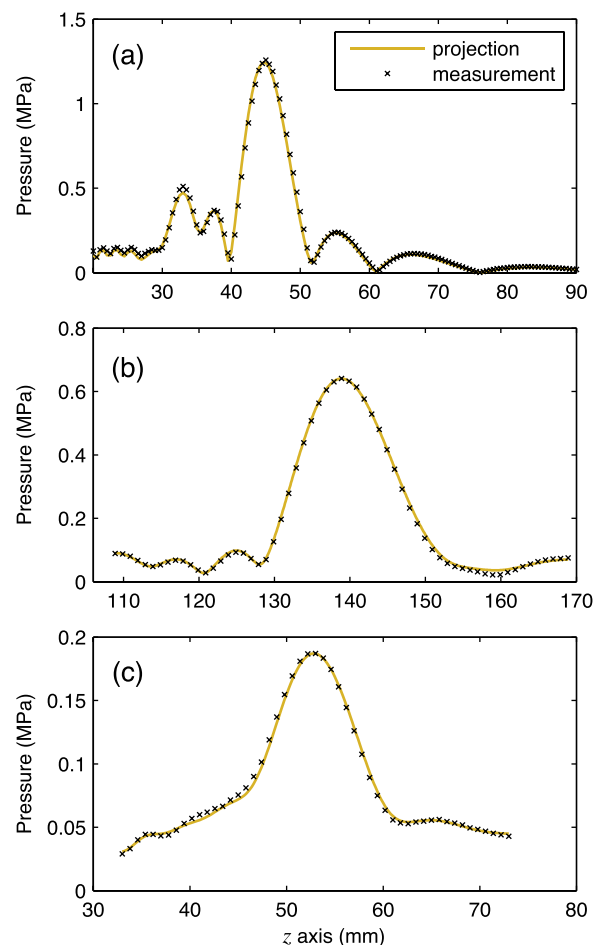 (a)
projection
measurement
Pressure (MPa)
1.5
1
0.5
0
30 40 50 60 70 80 90
(b)
Pressure (MPa)
0.8
0.6
0.4
0.2
0
110 120 130 140 150 160 170
(c)
Pressure (MPa)
0.2
0.15
0.1
0.05
0
30 40 50 60 70 80
z axis (mm)